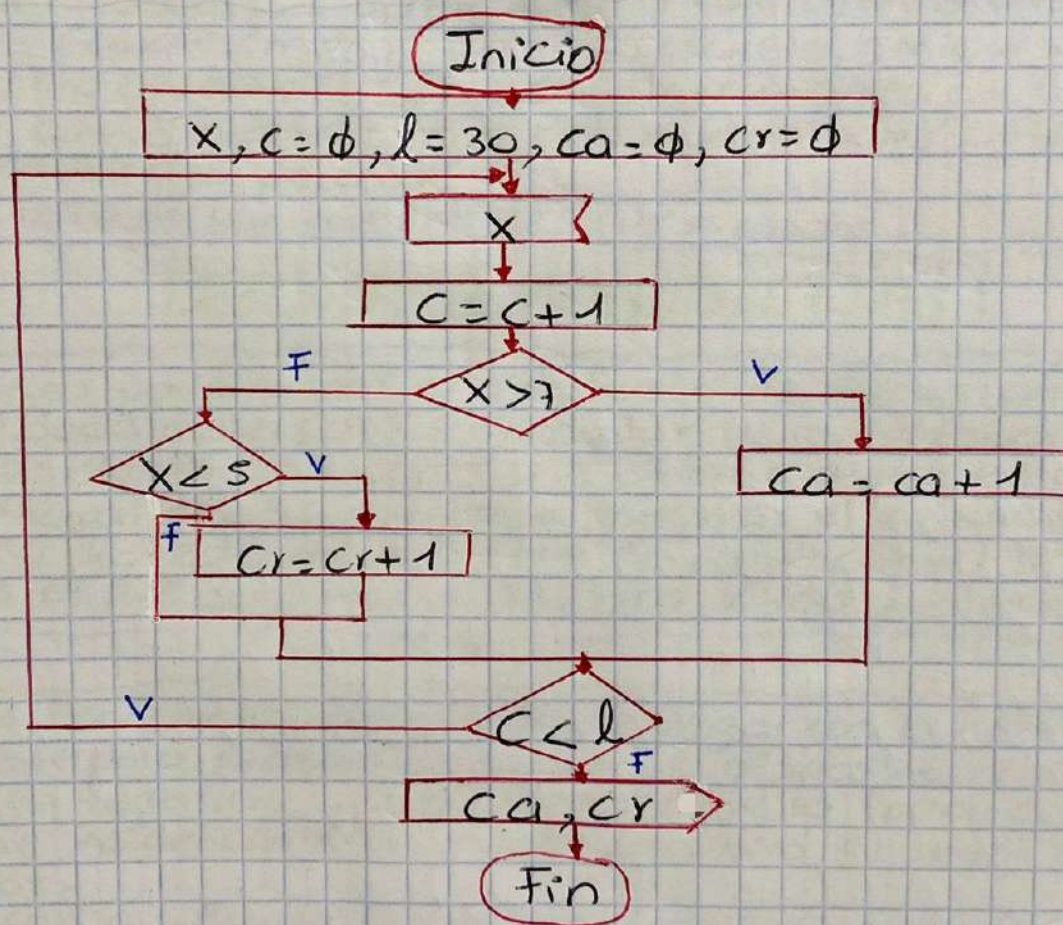 Inicio
X, C=ϕ, l=30, ca=ϕ, cr=ϕ
X
C=c+1
F
X>7
V
X<5
V
ca=ca+1
F
Cr=cr+1
V
C<l
F
Ca, cr
Fin